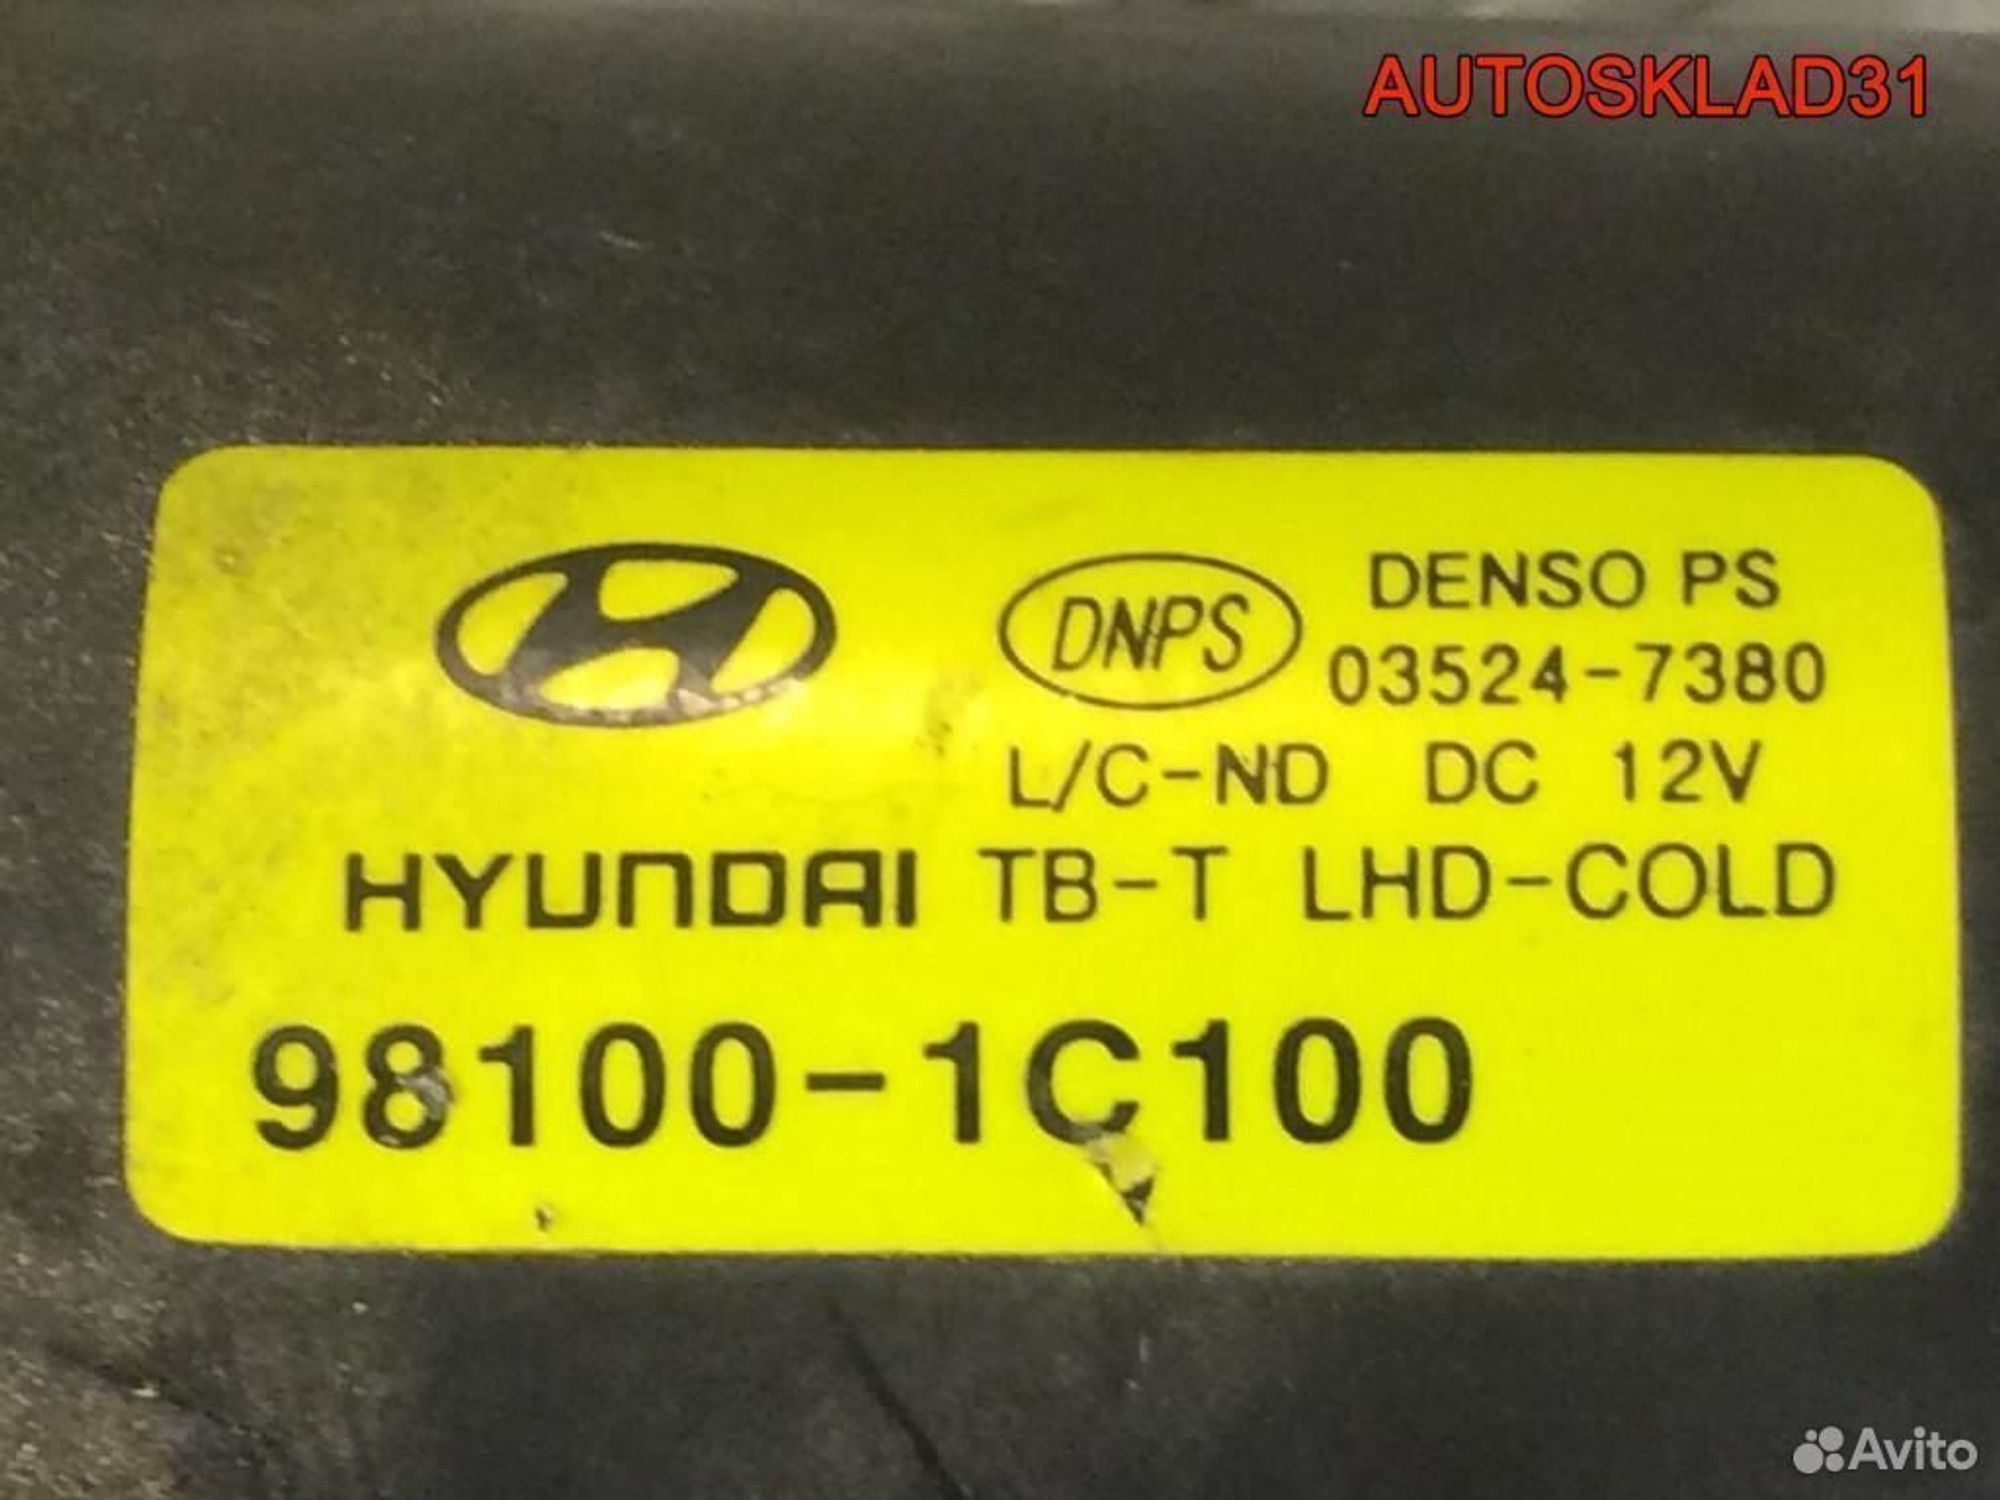 AUTOSKLAD31
DNPS
DENSO PS
03524-7380
L/C-ND DC 12V
HYUNDAI TB-T LHD-COLD
98100-1C100
Avito